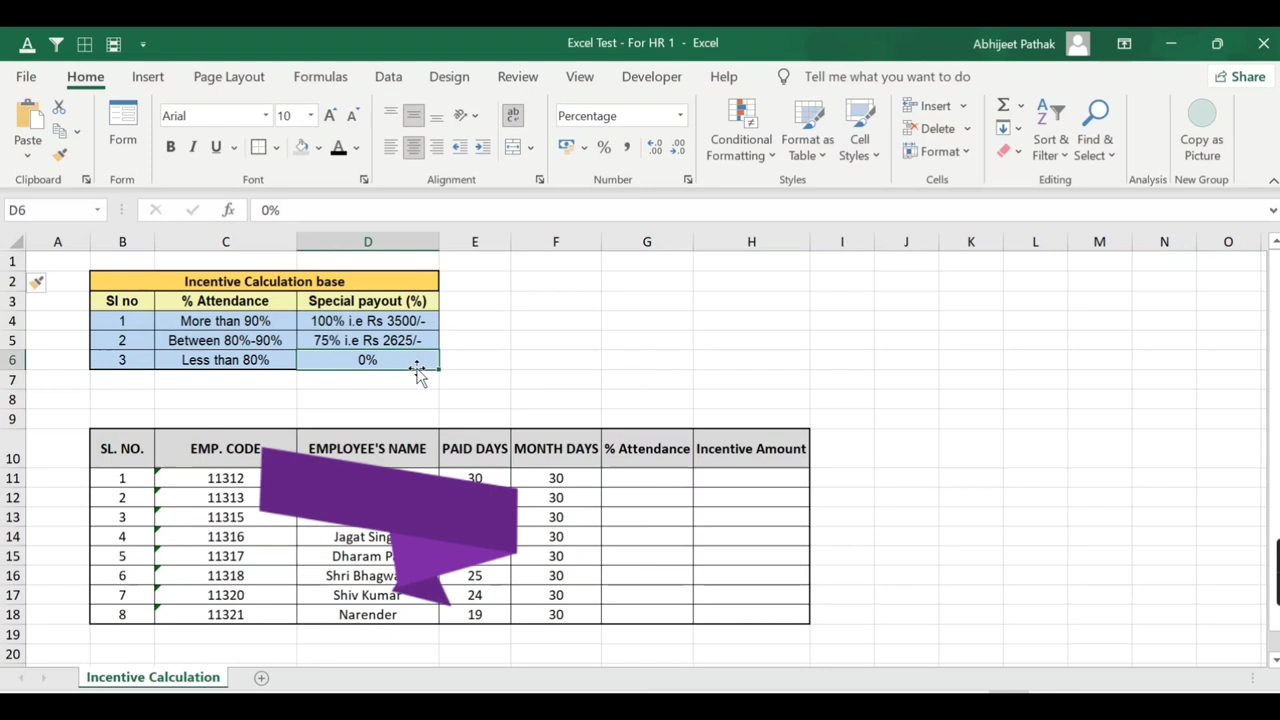 Excel Test - For HR 1 - Excel
Abhijeet Pathak
File Home Insert Page Layout Formulas Data Design Review View Developer Help Tell me what you want to do Share
Paste
Clipboard
Form
Form
Arial 10
B I U
Font
ab
Alignment
Percentage
Number
Conditional Formatting
Format as Table
Cell Styles
Styles
Insert
Delete
Format
Cells
Sort & Filter
Find & Select
Editing
Analysis
Copy as Picture
New Group
D6 fx 0%
A B C D E F G H I J K L M N O
1
2 Incentive Calculation base
3 Sl no % Attendance Special payout (%)
4 1 More than 90% 100% i.e Rs 3500/-
5 2 Between 80%-90% 75% i.e Rs 2625/-
6 3 Less than 80% 0%
7
8
9
10 SL. NO. EMP. CODE EMPLOYEE'S NAME PAID DAYS MONTH DAYS % Attendance Incentive Amount
11 1 11312 30 30
12 2 11313 30
13 3 11315 30
14 4 11316 Jagat 30
15 5 11317 Dharam 30
16 6 11318 Shri 25 30
17 7 11320 Shiv Kumar 24 30
18 8 11321 Narender 19 30
19
20
Incentive Calculation